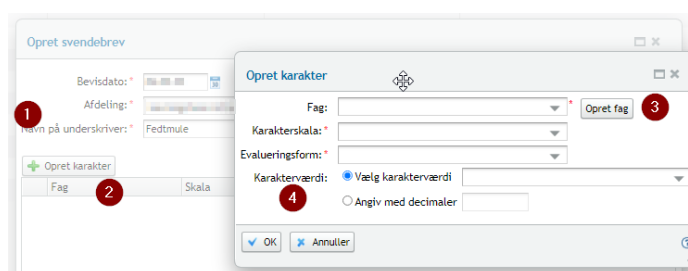 Opret svendebrev
Bevisdato: *
Afdeling: *
1
Navn på underskriver: * Fedtmule
Opret karakter
Fag Skala
2
Opret karakter
Fag: * Opret fag
3
Karakterskala: *
Evalueringsform: *
Karakterværdi: Vælg karakterværdi
4
Angiv med decimaler
OK Annuller